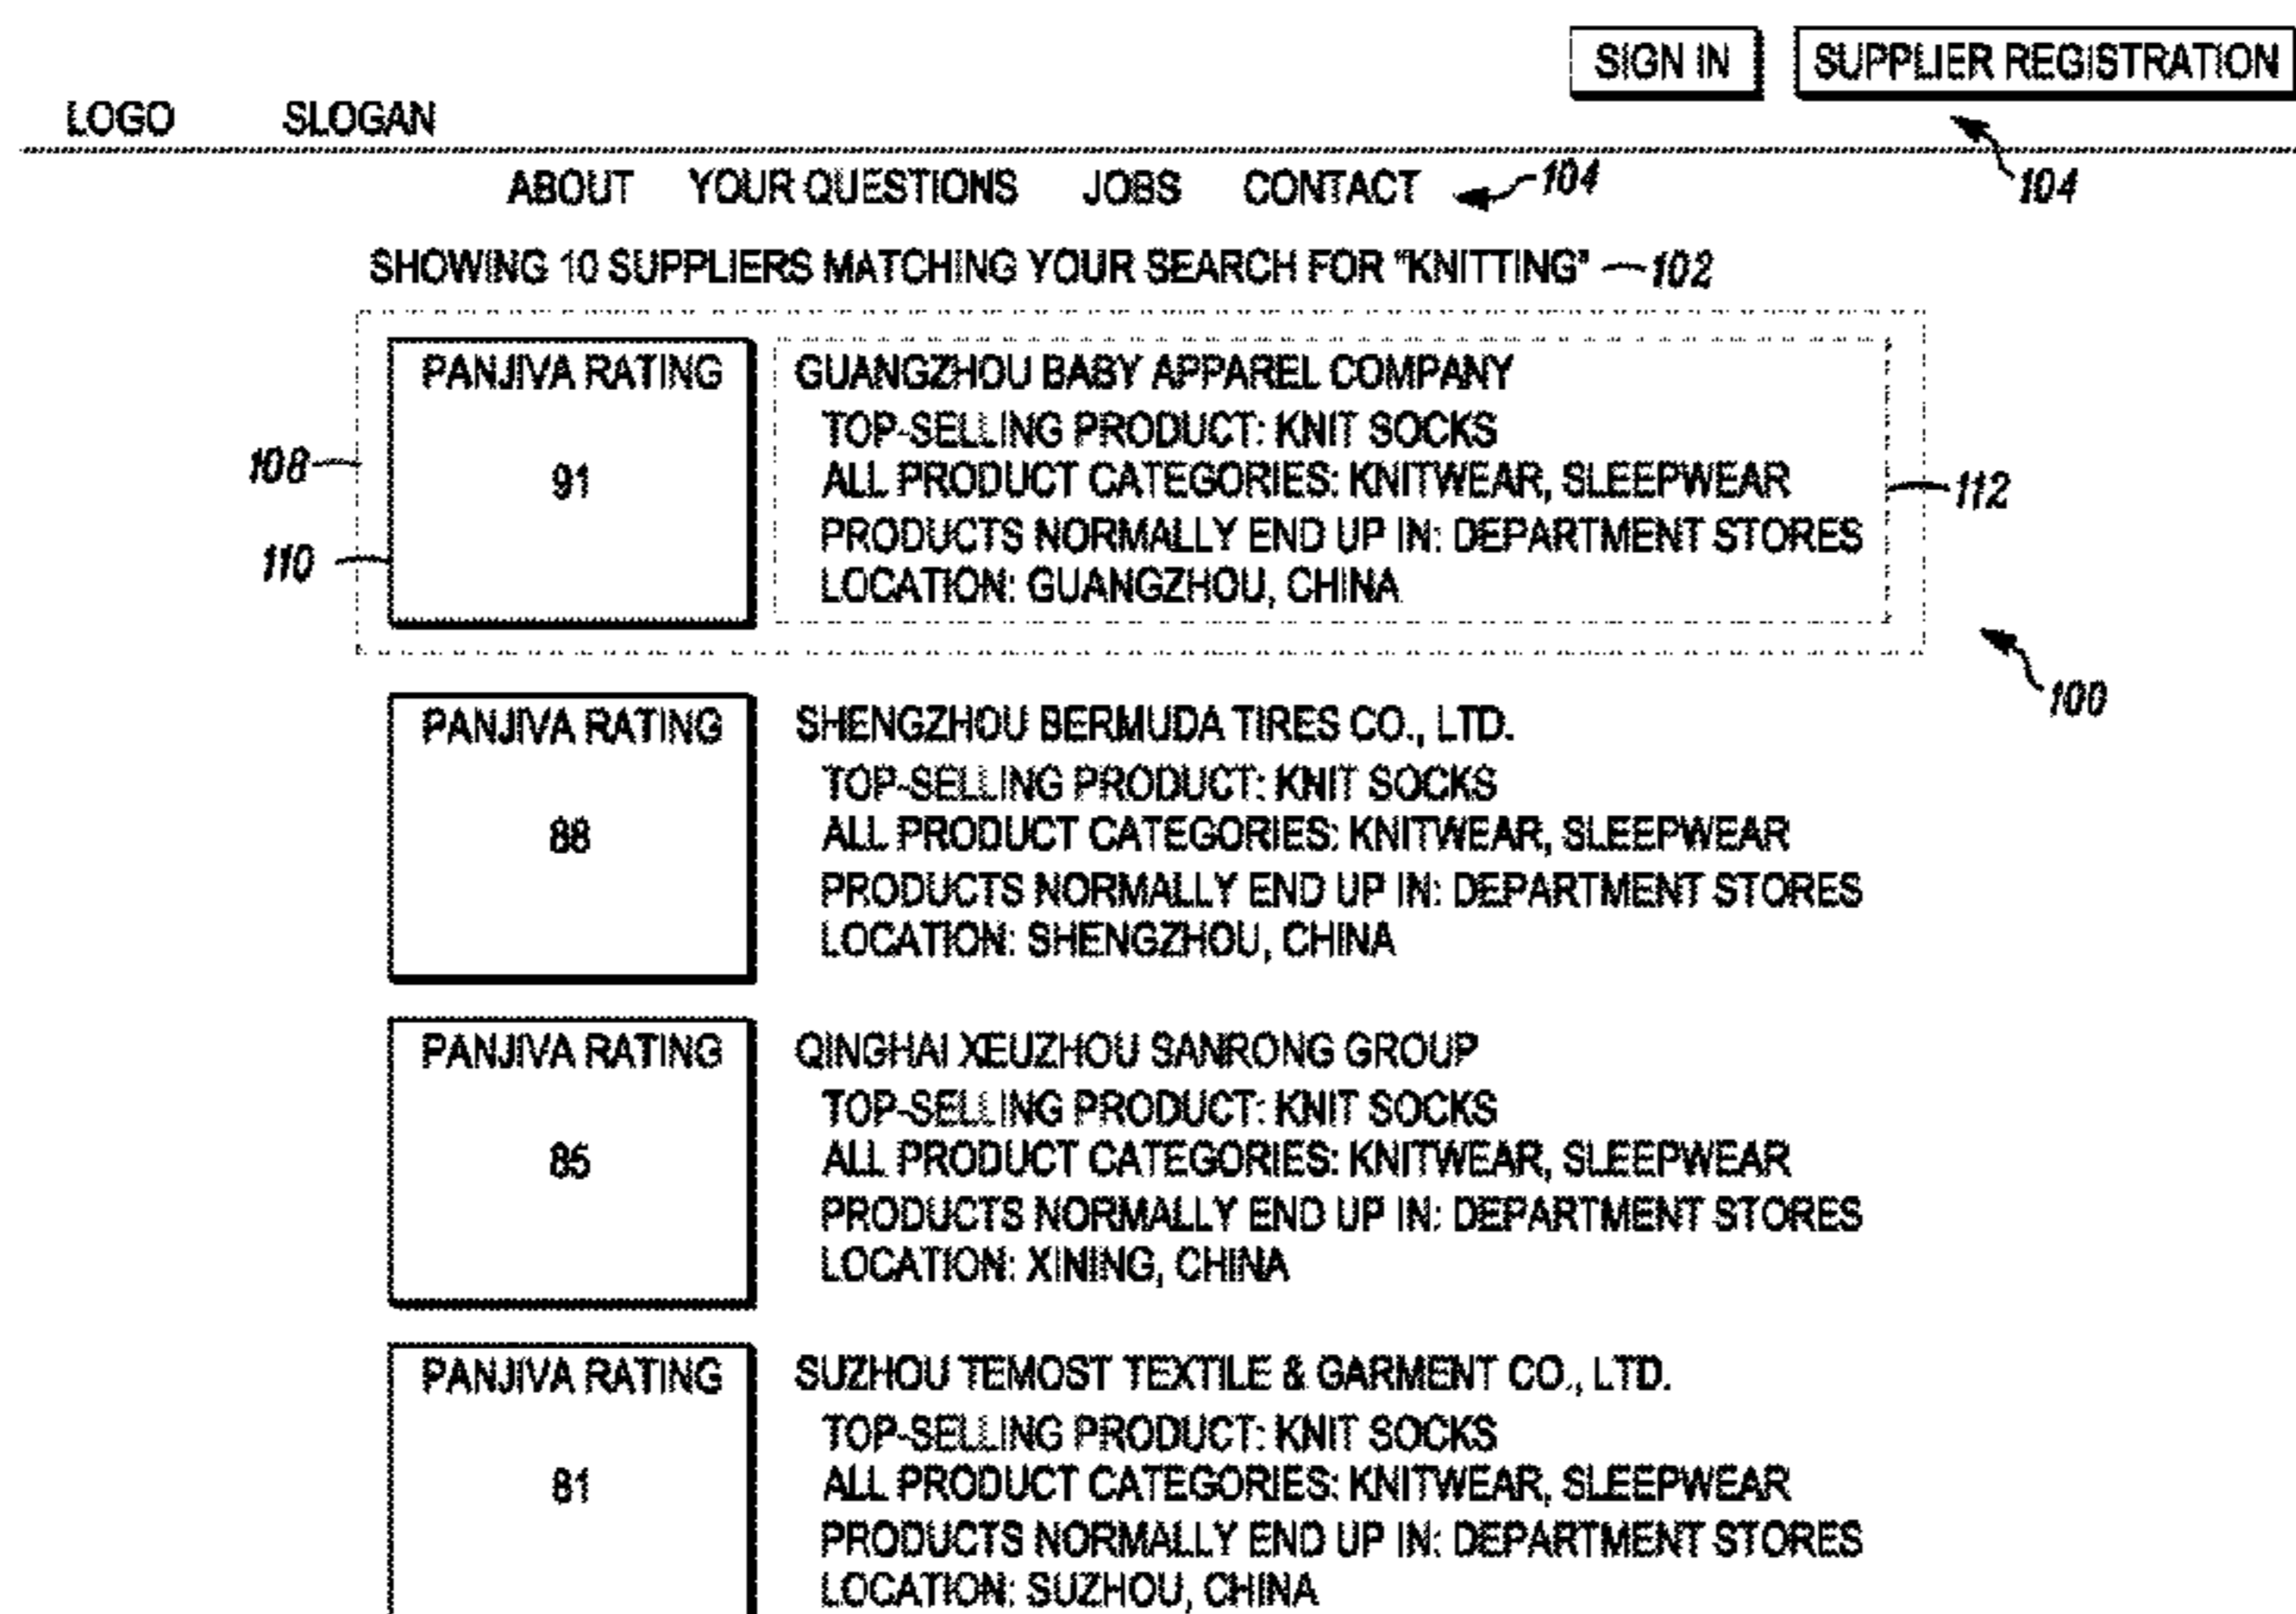 SIGN IN SUPPLIER REGISTRATION
LOGO SLOGAN
104
ABOUT YOUR QUESTIONS JOBS CONTACT 104
SHOWING 10 SUPPLIERS MATCHING YOUR SEARCH FOR "KNITTING" 102
PANJIVA RATING
91
108
110
GUANGZHOU BABY APPAREL COMPANY
TOP-SELLING PRODUCT: KNIT SOCKS
ALL PRODUCT CATEGORIES: KNITWEAR, SLEEPWEAR
PRODUCTS NORMALLY END UP IN: DEPARTMENT STORES
LOCATION: GUANGZHOU, CHINA
112
100
PANJIVA RATING
88
SHENGZHOU BERMUDA TIRES CO., LTD.
TOP-SELLING PRODUCT: KNIT SOCKS
ALL PRODUCT CATEGORIES: KNITWEAR, SLEEPWEAR
PRODUCTS NORMALLY END UP IN: DEPARTMENT STORES
LOCATION: SHENGZHOU, CHINA
PANJIVA RATING
85
QINGHAI XEUZHOU SANRONG GROUP
TOP-SELLING PRODUCT: KNIT SOCKS
ALL PRODUCT CATEGORIES: KNITWEAR, SLEEPWEAR
PRODUCTS NORMALLY END UP IN: DEPARTMENT STORES
LOCATION: XINING, CHINA
PANJIVA RATING
81
SUZHOU TEMOST TEXTILE & GARMENT CO., LTD.
TOP-SELLING PRODUCT: KNIT SOCKS
ALL PRODUCT CATEGORIES: KNITWEAR, SLEEPWEAR
PRODUCTS NORMALLY END UP IN: DEPARTMENT STORES
LOCATION: SUZHOU, CHINA